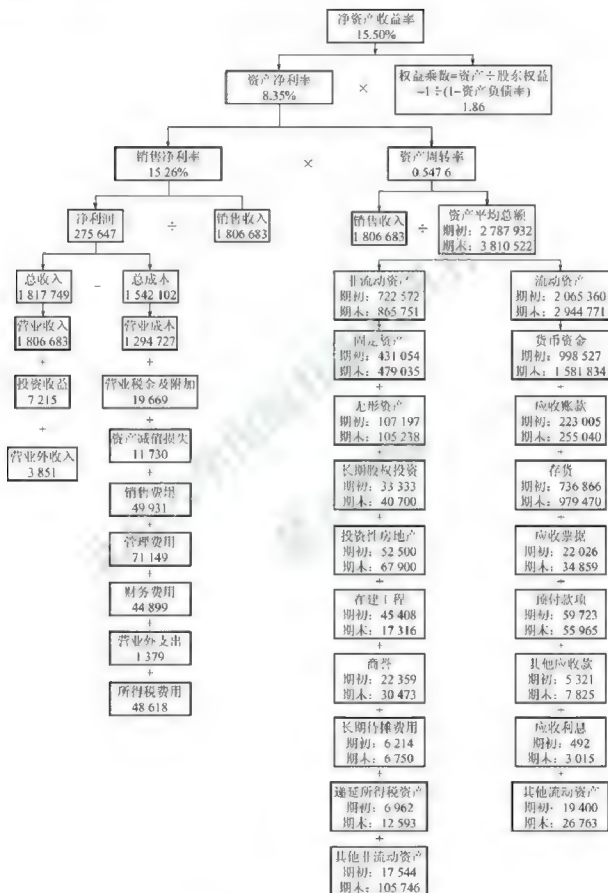 净资产收益率
15.50%
资产净利率
8.35%
×
权益乘数=资产÷股东权益
=1÷(1-资产负债率)
1.86
销售净利率
15.26%
×
资产周转率
0.547 6
净利润
275 647
÷
销售收入
1 806 683
销售收入
1 806 683
÷
资产平均总额
期初：2 787 932
期末：3 810 522
总收入
1 817 749
-
总成本
1 542 102
营业收入
1 806 683
+
投资收益
7 215
+
营业外收入
3 851
营业成本
1 294 727
+
营业税金及附加
19 669
+
资产减值损失
11 730
+
销售费用
49 931
+
管理费用
71 149
+
财务费用
44 899
+
营业外支出
1 379
+
所得税费用
48 618
非流动资产
期初：722 572
期末：865 751
固定资产
期初：431 054
期末：479 035
+
无形资产
期初：107 197
期末：105 238
+
长期股权投资
期初：33 333
期末：40 700
+
投资性房地产
期初：52 500
期末：67 900
+
在建工程
期初：45 408
期末：17 316
+
商誉
期初：22 359
期末：30 473
+
长期待摊费用
期初：6 214
期末：6 750
+
递延所得税资产
期初：6 962
期末：12 593
+
其他非流动资产
期初：17 544
期末：105 746
流动资产
期初：2 065 360
期末：2 944 771
货币资金
期初：998 527
期末：1 581 834
+
应收账款
期初：223 005
期末：255 040
+
存货
期初：736 866
期末：979 470
+
应收票据
期初：22 026
期末：34 859
+
预付款项
期初：59 723
期末：55 965
+
其他应收款
期初：5 321
期末：7 825
+
应收利息
期初：492
期末：3 015
+
其他流动资产
期初：19 400
期末：26 763